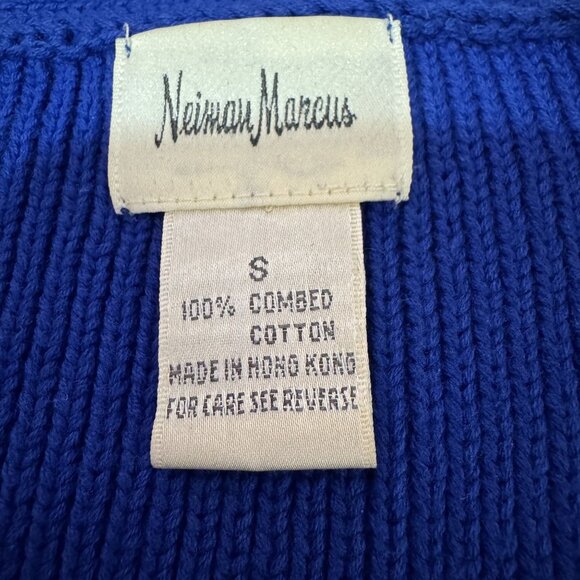 Neiman Marcus
S
100% COMBED
COTTON
MADE IN HONG KONG
FOR CARE SEE REVERSE